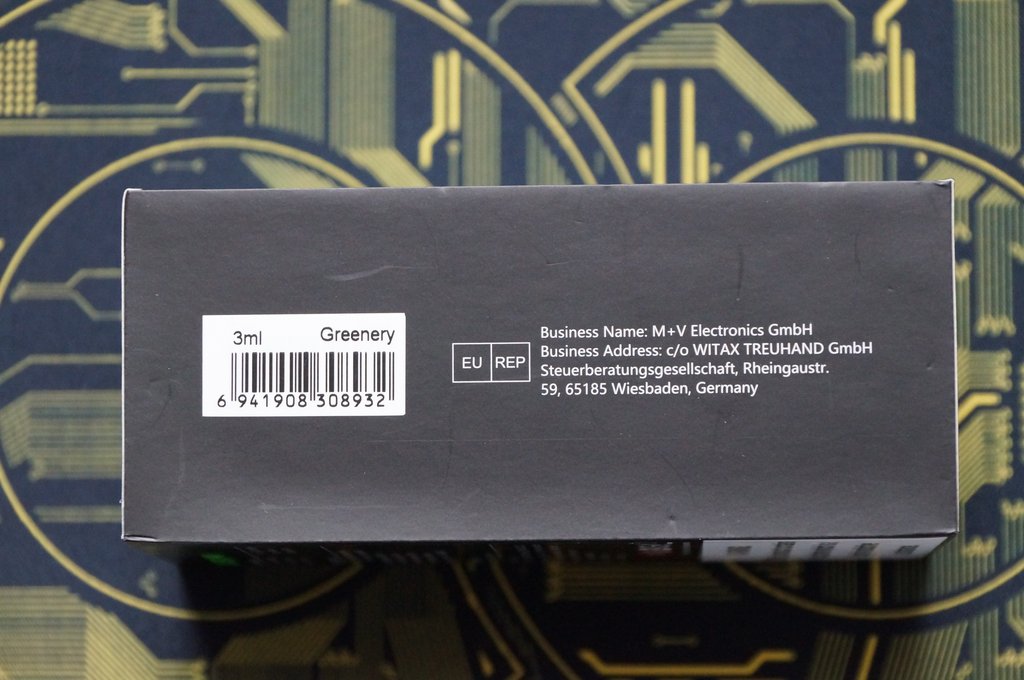 3ml Greenery
6 941908 308932
EU REP
Business Name: M+V Electronics GmbH
Business Address: c/o WITAX TREUHAND GmbH
Steuerberatungsgesellschaft, Rheingaustr.
59, 65185 Wiesbaden, Germany